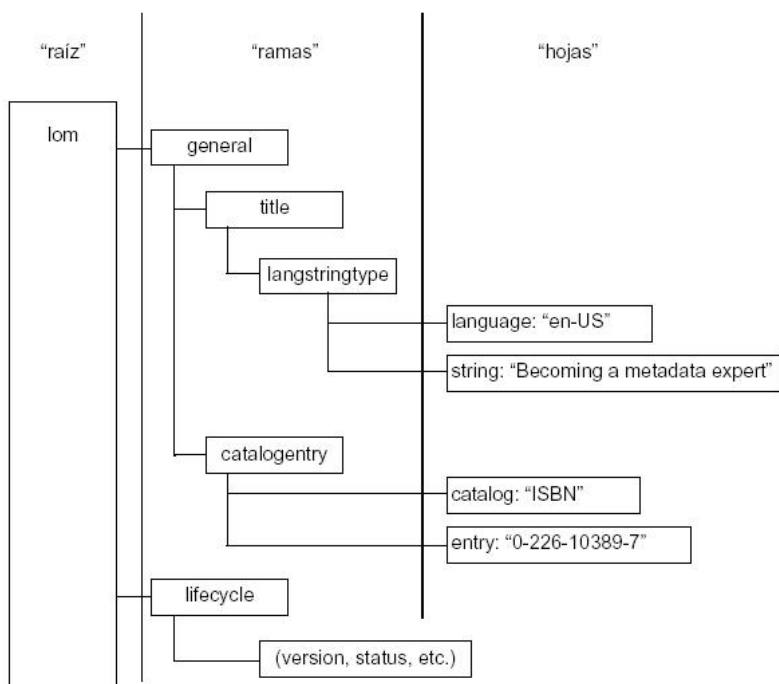 “raíz”
“ramas”
“hojas”
lom
general
title
langstringtype
language: “en-US”
string: “Becoming a metadata expert”
catalogentry
catalog: “ISBN”
entry: “0-226-10389-7”
lifecycle
(version, status, etc.)